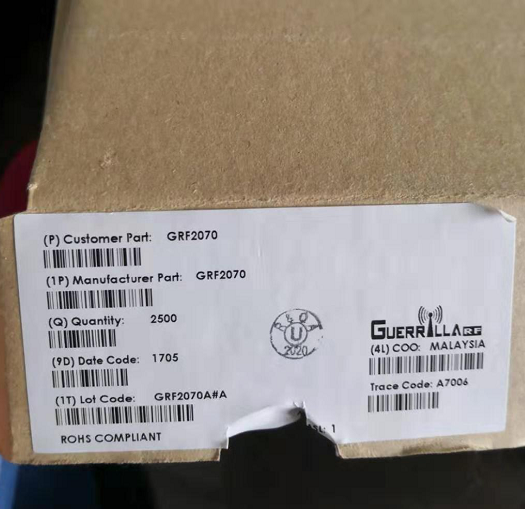 (P) Customer Part: GRF2070
(1P) Manufacturer Part: GRF2070
(Q) Quantity: 2500
(9D) Date Code: 1705
(1T) Lot Code: GRF2070A#A
ROHS COMPLIANT
U
2020
GUERRILLA RF
(4L) COO: MALAYSIA
Trace Code: A7006
1